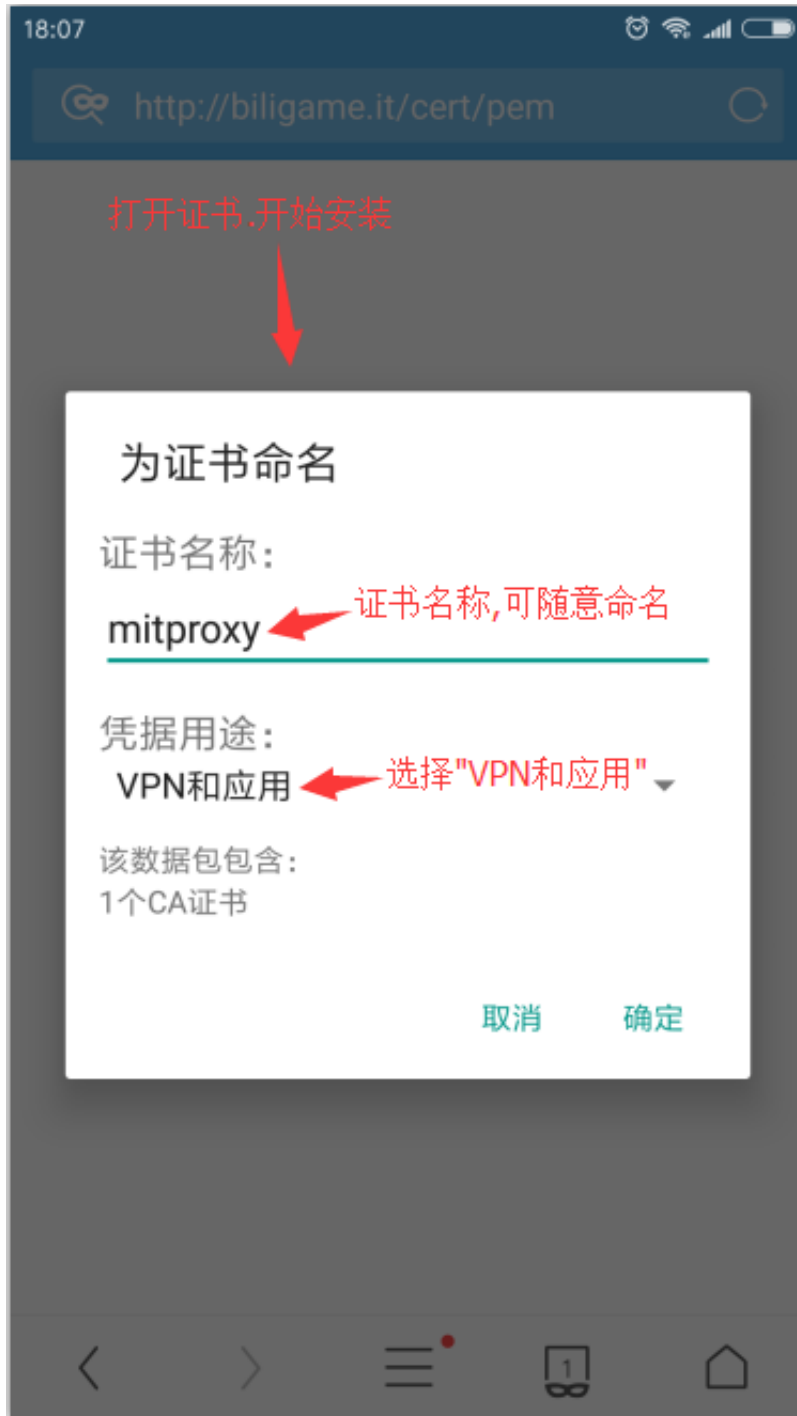 18:07
http://biligame.it/cert/pem
打开证书.开始安装
为证书命名
证书名称:
证书名称,可随意命名
mitproxy
凭据用途:
选择"VPN和应用"
VPN和应用
该数据包包含:
1个CA证书
取消 确定
1